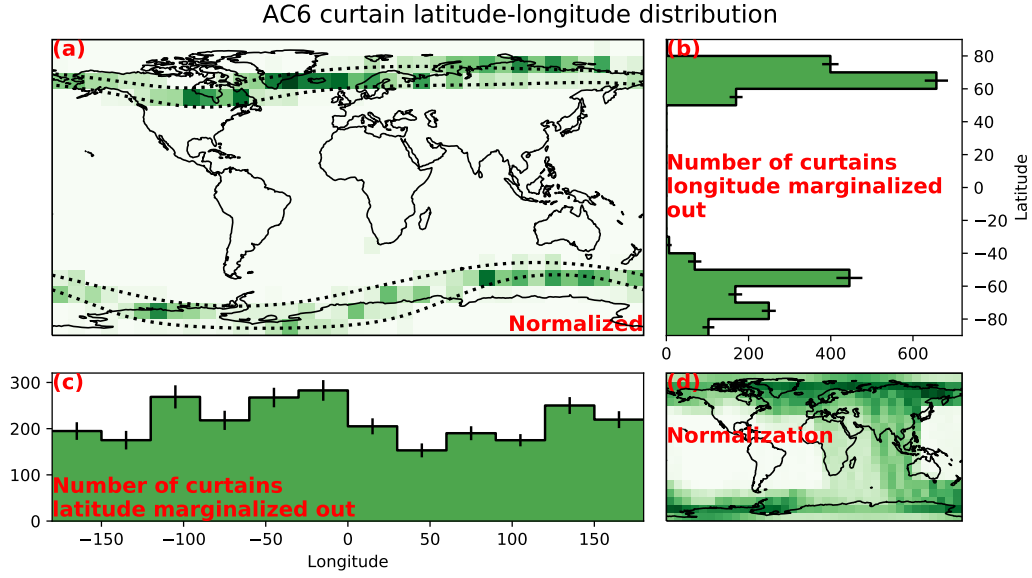 AC6 curtain latitude-longitude distribution
(a)
Normalized
(b)
Number of curtains
longitude marginalized
out
80
60
40
20
0
−20
−40
−60
−80
Latitude
0 200 400 600
(c)
300
200
100
0
Number of curtains
latitude marginalized out
−150 −100 −50 0 50 100 150
Longitude
(d)
Normalization